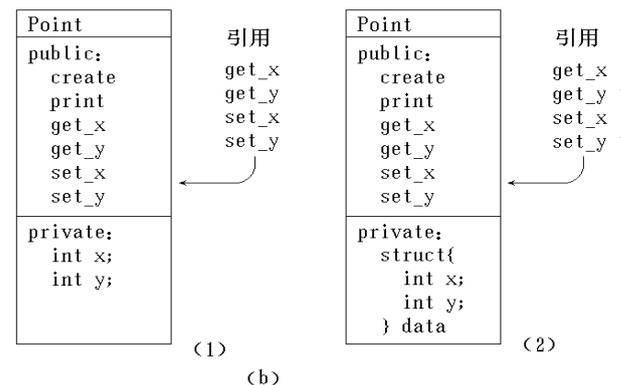 Point
public:
create
print
get_x
get_y
set_x
set_y
private:
int x;
int y;
引用
get_x
get_y
set_x
set_y
(1)
Point
public:
create
print
get_x
get_y
set_x
set_y
private:
struct{
int x;
int y;
} data
引用
get_x
get_y
set_x
set_y
(2)
(b)